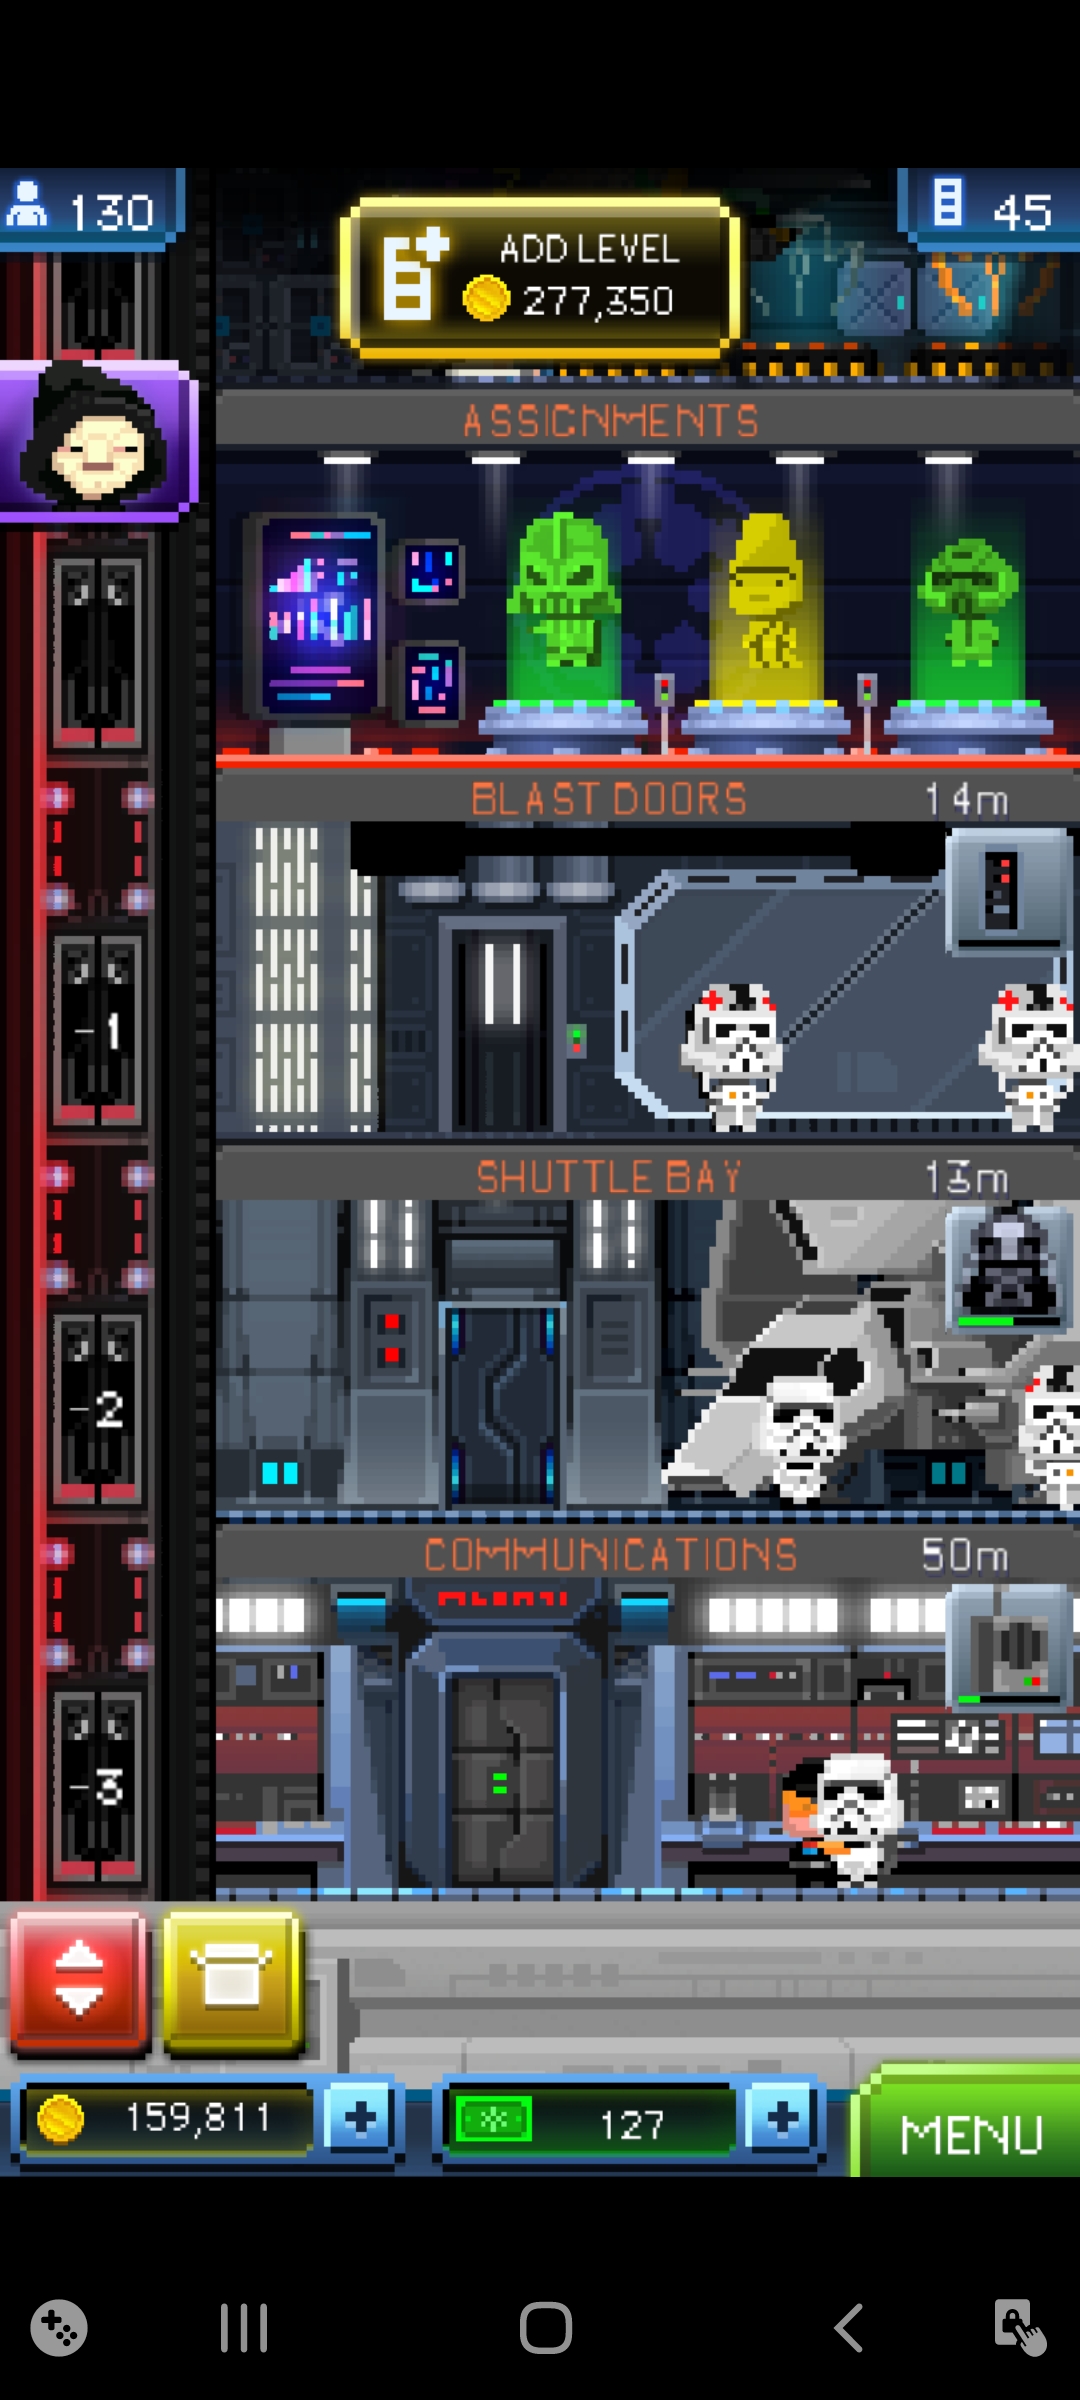 130
45
ADD LEVEL
277,350
ASSIGNMENTS
BLAST DOORS
14m
-1
SHUTTLE BAY
13m
-2
COMMUNICATIONS
50m
-3
159,811
127
MENU